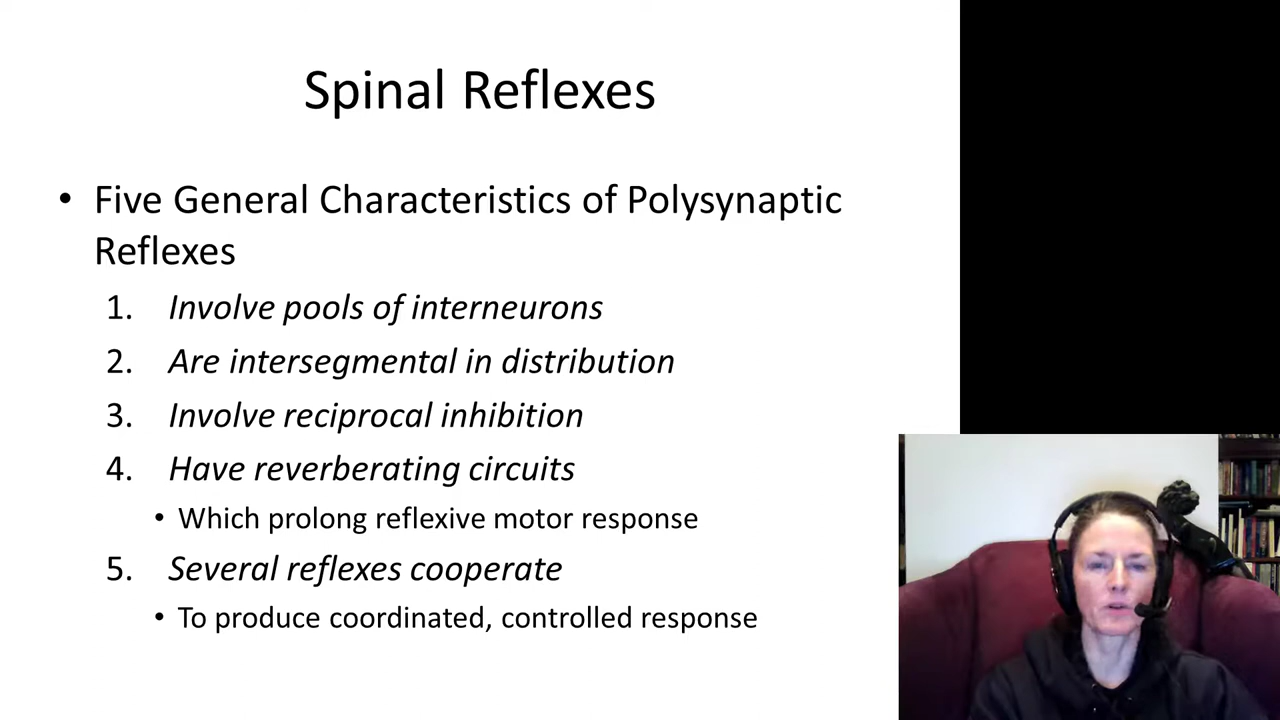 Spinal Reflexes
• Five General Characteristics of Polysynaptic
Reflexes
1. Involve pools of interneurons
2. Are intersegmental in distribution
3. Involve reciprocal inhibition
4. Have reverberating circuits
• Which prolong reflexive motor response
5. Several reflexes cooperate
• To produce coordinated, controlled response